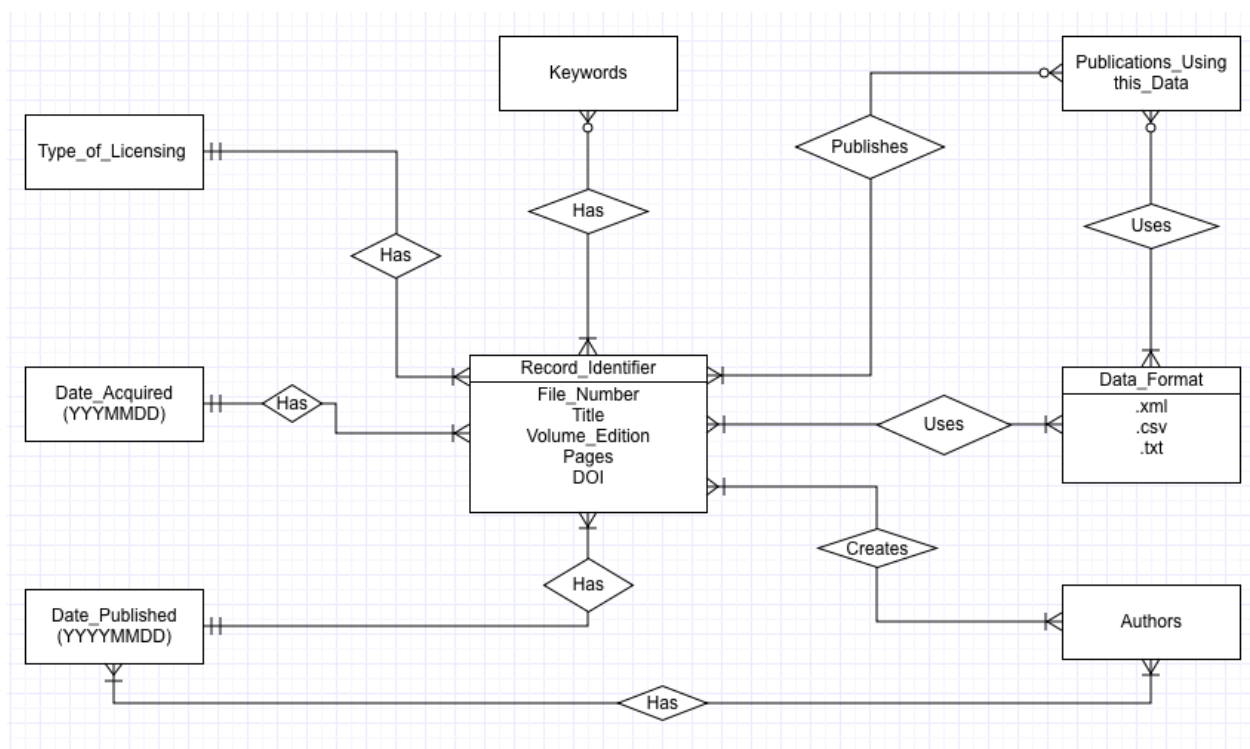 Keywords
Publications_Using
this_Data
Type_of_Licensing
Publishes
Has
Uses
Has
Record_Identifier
File_Number
Title
Volume_Edition
Pages
DOI
Date_Acquired
(YYYMMDD)
Has
Data_Format
.xml
.csv
.txt
Uses
Creates
Has
Date_Published
(YYYYMMDD)
Authors
Has